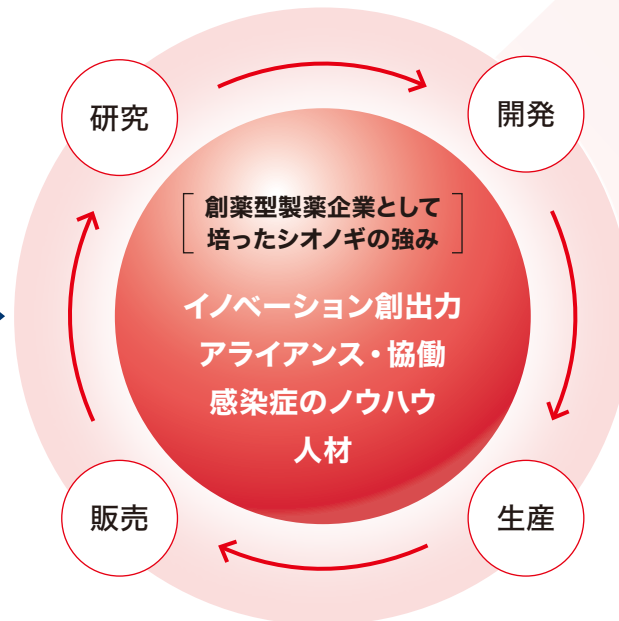 研究
開発
創薬型製薬企業として
培ったシオノギの強み
イノベーション創出力
アライアンス・協働
感染症のノウハウ
人材
販売
生産